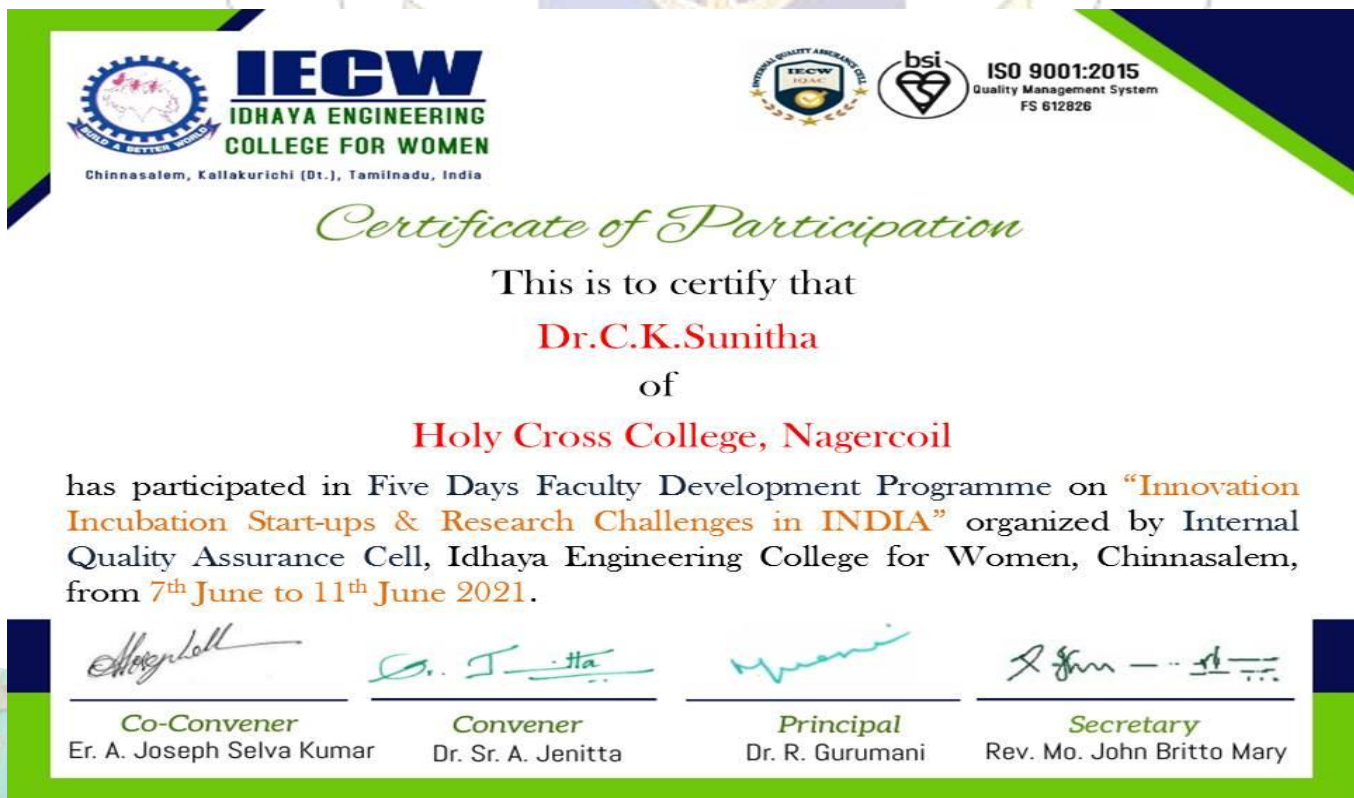 IECW
IDHAYA ENGINEERING
COLLEGE FOR WOMEN
BUILD A BETTER WORLD
Chinnasalem, Kallakurichi (Dt.), Tamilnadu, India
INTERNAL QUALITY ASSURANCE CELL
IECW
IQAC
bsi
ISO 9001:2015
Quality Management System
FS 612826
Certificate of Participation
This is to certify that
Dr.C.K.Sunitha
of
Holy Cross College, Nagercoil
has participated in Five Days Faculty Development Programme on “Innovation
Incubation Start-ups & Research Challenges in INDIA” organized by Internal
Quality Assurance Cell, Idhaya Engineering College for Women, Chinnasalem,
from 7th June to 11th June 2021.
Co-Convener
Er. A. Joseph Selva Kumar
Convener
Dr. Sr. A. Jenitta
Principal
Dr. R. Gurumani
Secretary
Rev. Mo. John Britto Mary